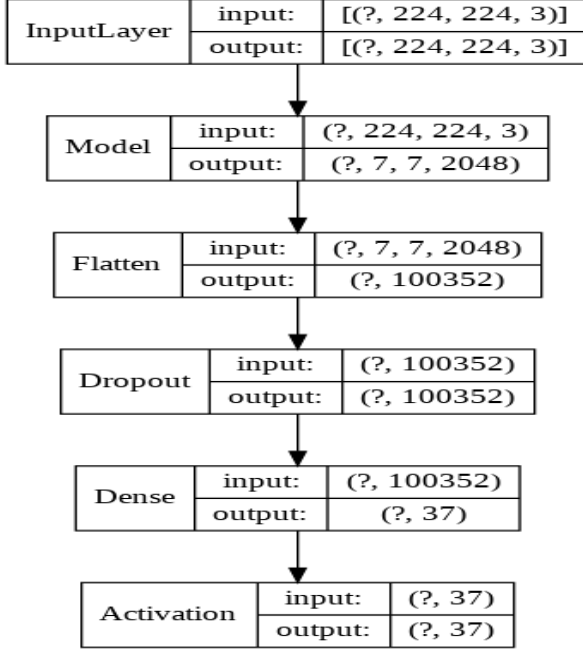 InputLayer
input: [(?, 224, 224, 3)]
output: [(?, 224, 224, 3)]
Model
input: (?, 224, 224, 3)
output: (?, 7, 7, 2048)
Flatten
input: (?, 7, 7, 2048)
output: (?, 100352)
Dropout
input: (?, 100352)
output: (?, 100352)
Dense
input: (?, 100352)
output: (?, 37)
Activation
input: (?, 37)
output: (?, 37)